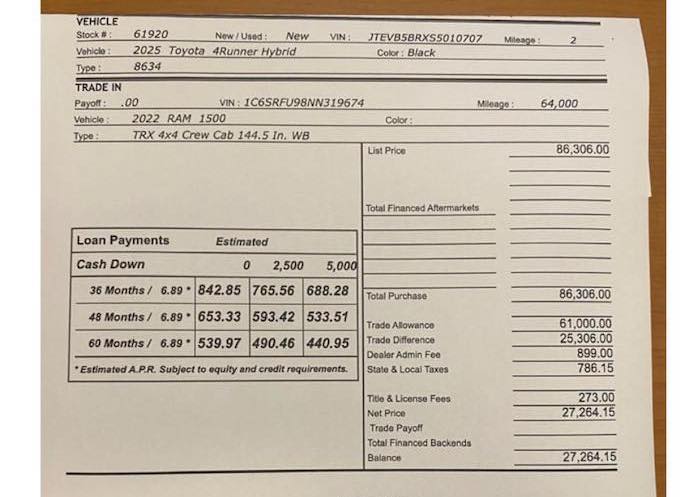 VEHICLE
Stock # : 61920 New / Used : New VIN : JTEVB5BRXS5010707 Mileage : 2
Vehicle : 2025 Toyota 4Runner Hybrid Color : Black
Type : 8634
TRADE IN
Payoff : .00 VIN : 1C6SRFU98NN319674 Mileage : 64,000
Vehicle : 2022 RAM 1500 Color :
Type : TRX 4x4 Crew Cab 144.5 In. WB
List Price 86,306.00
Total Financed Aftermarkets
Loan Payments Estimated
Cash Down 0 2,500 5,000
36 Months / 6.89 * 842.85 765.56 688.28
48 Months / 6.89 * 653.33 593.42 533.51
60 Months / 6.89 * 539.97 490.46 440.95
* Estimated A.P.R. Subject to equity and credit requirements.
Total Purchase 86,306.00
Trade Allowance 61,000.00
Trade Difference 25,306.00
Dealer Admin Fee 899.00
State & Local Taxes 786.15
Title & License Fees 273.00
Net Price 27,264.15
Trade Payoff
Total Financed Backends
Balance 27,264.15